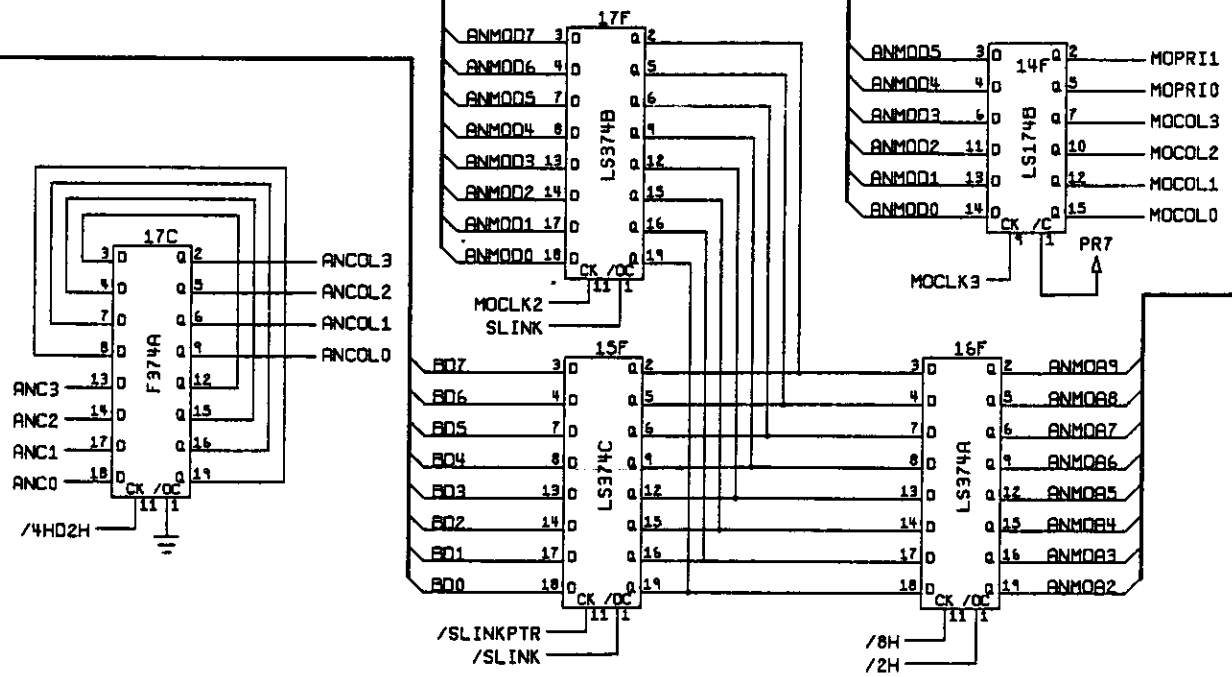 17F
ANMOD7 3 D Q 2
ANMOD6 4 D Q 5
ANMOD5 7 D Q 6
ANMOD4 8 D Q 9
ANMOD3 13 D Q 12
ANMOD2 14 D Q 15
ANMOD1 17 D Q 16
ANMOD0 18 D Q 19
LS374B
CK /OC
11 1
MOCLK2
SLINK
14F
ANMOD5 3 D Q 2 MOPRI1
ANMOD4 4 D Q 5 MOPRI0
ANMOD3 6 D Q 7 MOCOL3
ANMOD2 11 D Q 10 MOCOL2
ANMOD1 13 D Q 12 MOCOL1
ANMOD0 14 D Q 15 MOCOL0
LS174B
CK /C
9 1
PR7
MOCLK3
17C
3 D Q 2 ANCOL3
4 D Q 5 ANCOL2
7 D Q 6 ANCOL1
8 D Q 9 ANCOL0
ANC3 13 D Q 12
ANC2 14 D Q 15
ANC1 17 D Q 16
ANC0 18 D Q 19
F374A
CK /OC
11 1
/4HD2H
15F
BD7 3 D Q 2
BD6 4 D Q 5
BD5 7 D Q 6
BD4 8 D Q 9
BD3 13 D Q 12
BD2 14 D Q 15
BD1 17 D Q 16
BD0 18 D Q 19
LS374C
CK /OC
11 1
/SLINKPTR
/SLINK
16F
3 D Q 2 ANMOA9
4 D Q 5 ANMOA8
7 D Q 6 ANMOA7
8 D Q 9 ANMOA6
13 D Q 12 ANMOA5
14 D Q 15 ANMOA4
17 D Q 16 ANMOA3
18 D Q 19 ANMOA2
LS374A
CK /OC
11 1
/8H
/2H